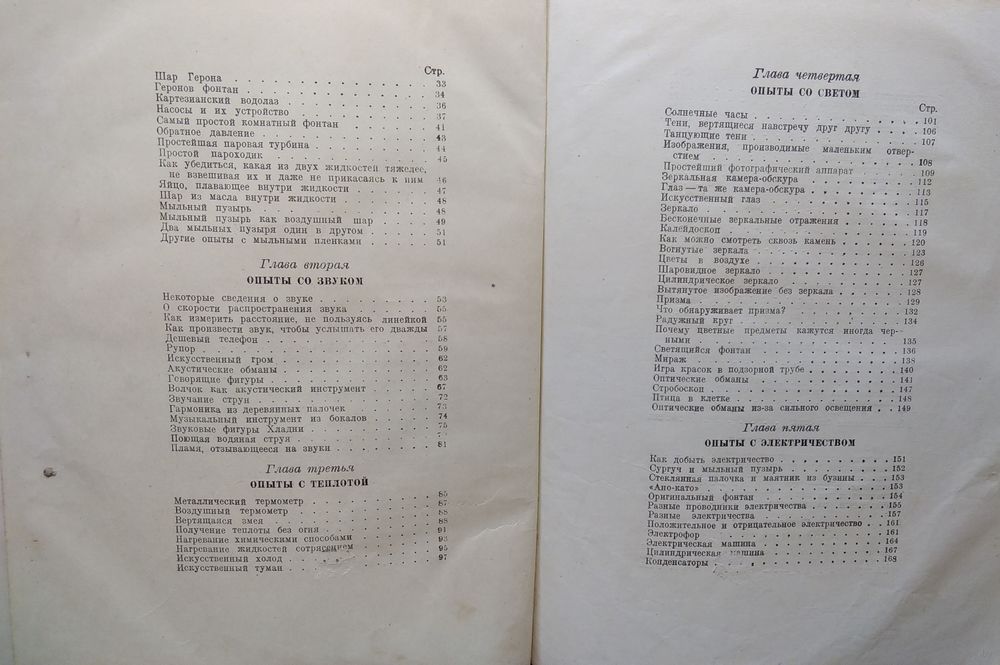 Стр.
Шар Герона . . . . . . . . . . . . 33
Геронов фонтан . . . . . . . . . . . 34
Картезианский водолаз . . . . . . . . 36
Насосы и их устройство . . . . . . . . 37
Самый простой комнатный фонтан . . . . . 41
Обратное давление . . . . . . . . . . 43
Простейшая паровая турбина . . . . . . . 44
Простой пароходик . . . . . . . . . . 45
Как убедиться, какая из двух жидкостей тяжелее,
не взвешивая их и даже не прикасаясь к ним 46
Яйцо, плавающее внутри жидкости . . . . . 47
Шар из масла внутри жидкости . . . . . . 48
Мыльный пузырь . . . . . . . . . . . 48
Мыльный пузырь как воздушный шар . . . . 49
Два мыльных пузыря один в другом . . . . 51
Другие опыты с мыльными пленками . . . . 51
Глава вторая
ОПЫТЫ СО ЗВУКОМ
Некоторые сведения о звуке . . . . . . . 53
О скорости распространения звука . . . . . 55
Как измерить расстояние, не пользуясь линейкой 55
Как произвести звук, чтобы услышать его дважды 57
Дешевый телефон . . . . . . . . . . . 58
Рупор . . . . . . . . . . . . . . . 59
Искусственный гром . . . . . . . . . . 62
Акустические обманы . . . . . . . . . . 62
Говорящие фигуры . . . . . . . . . . . 63
Волчок как акустический инструмент . . . . 67
Звучание струн . . . . . . . . . . . . 72
Гармоника из деревянных палочек . . . . . 73
Музыкальный инструмент из бокалов . . . . 74
Звуковые фигуры Хладни . . . . . . . . 75
Поющая водяная струя . . . . . . . . .
Пламя, отзывающееся на звуки . . . . . . 81
Глава третья
ОПЫТЫ С ТЕПЛОТОЙ
Металлический термометр . . . . . . . . 85
Воздушный термометр . . . . . . . . . 87
Вертящаяся змея . . . . . . . . . . . 88
Получение теплоты без огня . . . . . . . 88
Нагревание химическими способами . . . . . 91
Нагревание жидкостей сотрясением . . . . . 93
Искусственный холод . . . . . . . . . . 95
Искусственный туман . . . . . . . . . . 97
Глава четвертая
ОПЫТЫ СО СВЕТОМ
Стр.
Солнечные часы . . . . . . . . . . . 101
Тени, вертящиеся навстречу друг другу . . . . 106
Танцующие тени . . . . . . . . . . . 107
Изображения, производимые маленьким отвер-
стием . . . . . . . . . . . . . . 108
Простейший фотографический аппарат . . . . 109
Зеркальная камера-обскура . . . . . . . 112
Глаз — та же камера-обскура . . . . . . . 113
Искусственный глаз . . . . . . . . . . 115
Зеркало . . . . . . . . . . . . . . 117
Бесконечные зеркальные отражения . . . . . 118
Калейдоскоп . . . . . . . . . . . . . 119
Как можно смотреть сквозь камень . . . . . 120
Вогнутые зеркала . . . . . . . . . . . 123
Цветы в воздухе . . . . . . . . . . . 126
Шаровидное зеркало . . . . . . . . . . 127
Цилиндрическое зеркало . . . . . . . . 127
Вытянутое изображение без зеркала . . . . . 128
Призма . . . . . . . . . . . . . . . 129
Что обнаруживает призма? . . . . . . . . 132
Радужный круг . . . . . . . . . . . . 134
Почему цветные предметы кажутся иногда чер-
ными . . . . . . . . . . . . . . 135
Светящийся фонтан . . . . . . . . . . 136
Мираж . . . . . . . . . . . . . . . 138
Игра красок в подзорной трубе . . . . . . 140
Оптические обманы . . . . . . . . . . 141
Стробоскоп . . . . . . . . . . . . . 147
Птица в клетке . . . . . . . . . . . . 148
Оптические обманы из-за сильного освещения . . 149
Глава пятая
ОПЫТЫ С ЭЛЕКТРИЧЕСТВОМ
Как добыть электричество . . . . . . . . 151
Сургуч и мыльный пузырь . . . . . . . . 152
Стеклянная палочка и маятник из бузины . . . 153
«Ано-като» . . . . . . . . . . . . . 153
Оригинальный фонтан . . . . . . . . . . 154
Разные проводники электричества . . . . . . 155
Разные электричества . . . . . . . . . 157
Положительное и отрицательное электричество . . 161
Электрофор . . . . . . . . . . . . . 161
Электрическая машина . . . . . . . . . 164
Цилиндрическая машина . . . . . . . . . 167
Конденсаторы . . . . . . . . . . . . 168